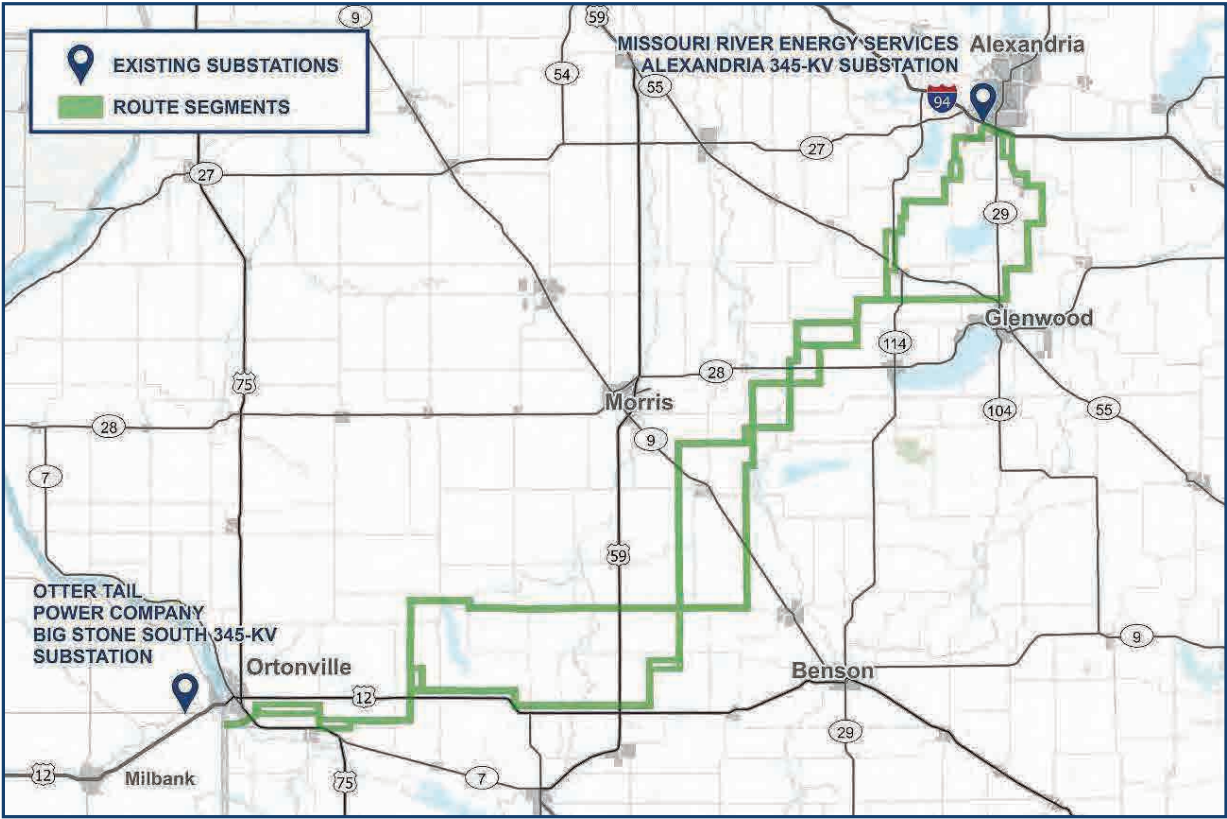 EXISTING SUBSTATIONS
ROUTE SEGMENTS
9
59
54
55
MISSOURI RIVER ENERGY SERVICES
ALEXANDRIA 345-KV SUBSTATION
Alexandria
94
27
27
29
Glenwood
114
28
75
Morris
28
9
104
55
7
59
OTTER TAIL
POWER COMPANY
BIG STONE SOUTH 345-KV
SUBSTATION
Ortonville
12
Benson
9
29
12
Milbank
75
7